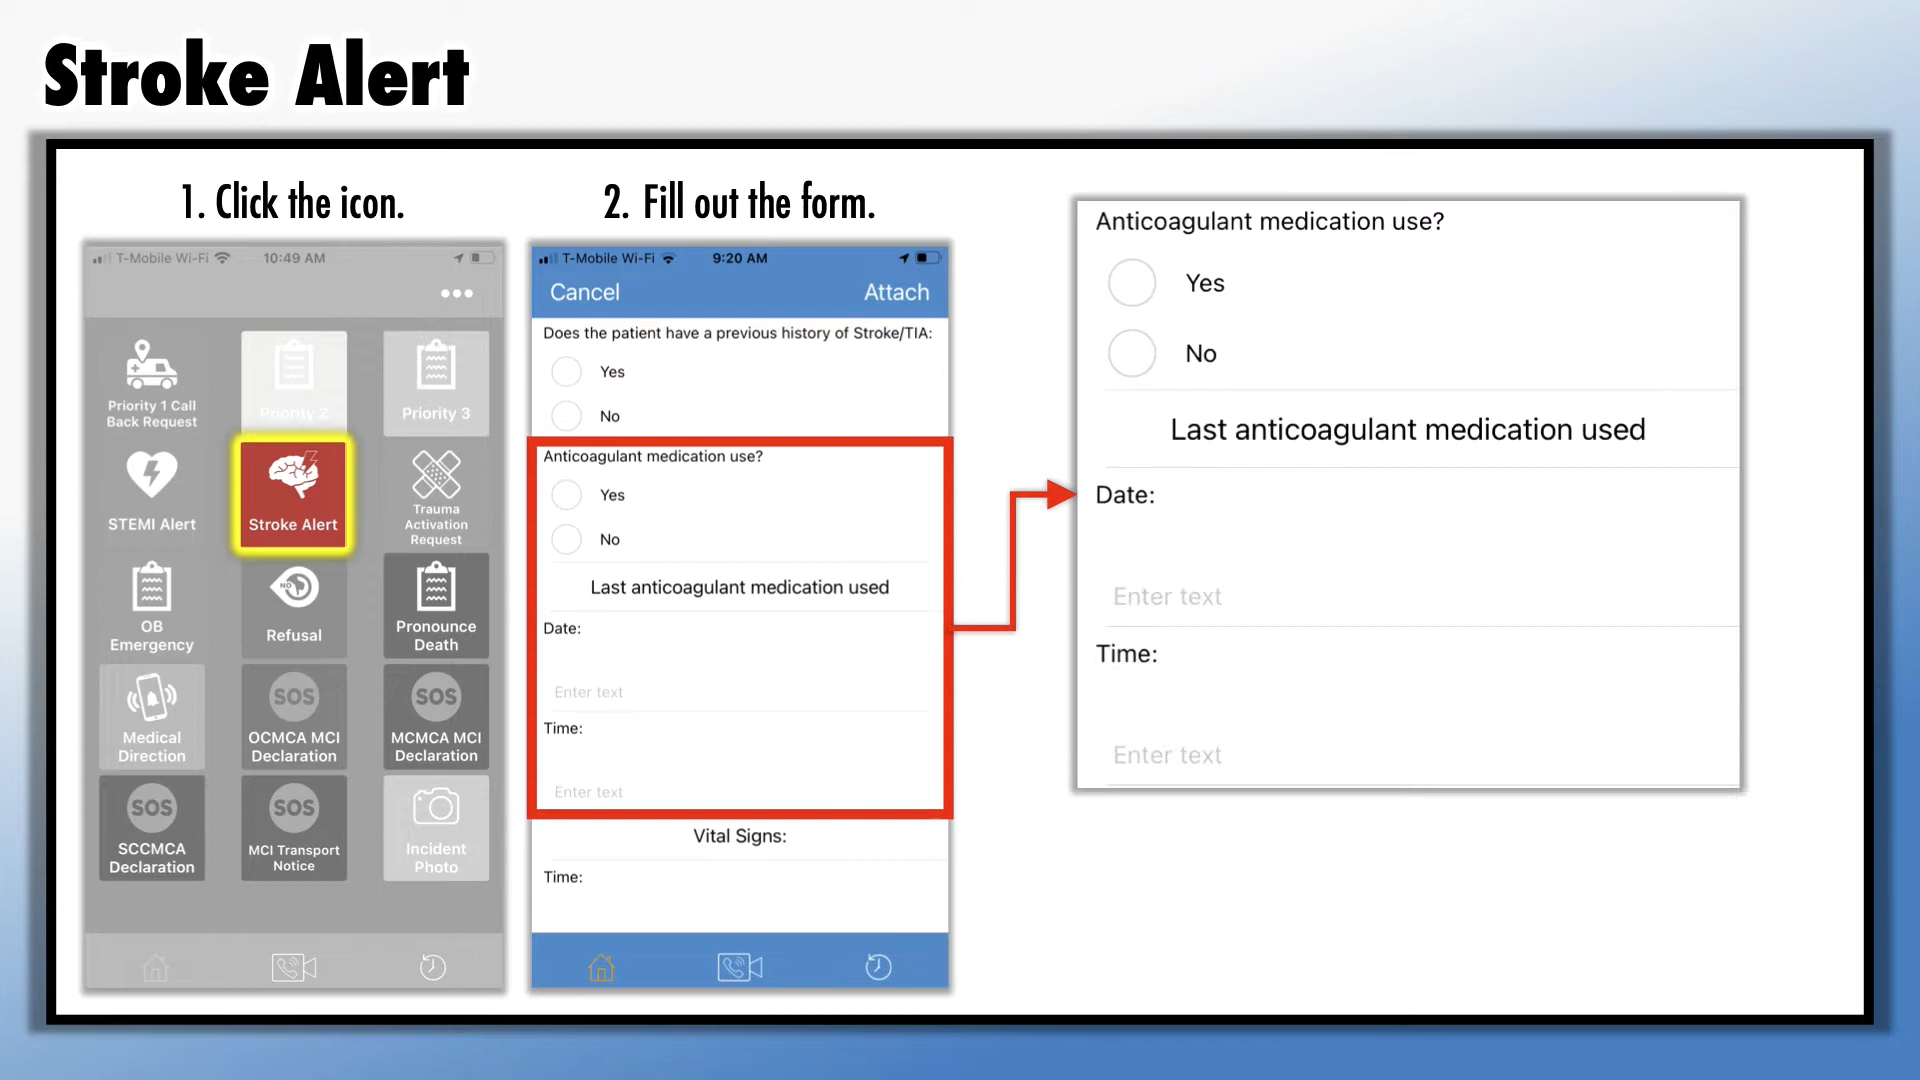 Stroke Alert
1. Click the icon.
T-Mobile Wi-Fi 10:49 AM
Priority 1 Call
Back Request
Priority 2
Priority 3
STEMI Alert
Stroke Alert
Trauma
Activation
Request
OB
Emergency
NO
Refusal
Pronounce
Death
Medical
Direction
SOS
OCMCA MCI
Declaration
SOS
MCMCA MCI
Declaration
SOS
SCCMCA
Declaration
SOS
MCI Transport
Notice
Incident
Photo
2. Fill out the form.
T-Mobile Wi-Fi 9:20 AM
Cancel Attach
Does the patient have a previous history of Stroke/TIA:
Yes
No
Anticoagulant medication use?
Yes
No
Last anticoagulant medication used
Date:
Enter text
Time:
Enter text
Vital Signs:
Time:
Anticoagulant medication use?
Yes
No
Last anticoagulant medication used
Date:
Enter text
Time:
Enter text